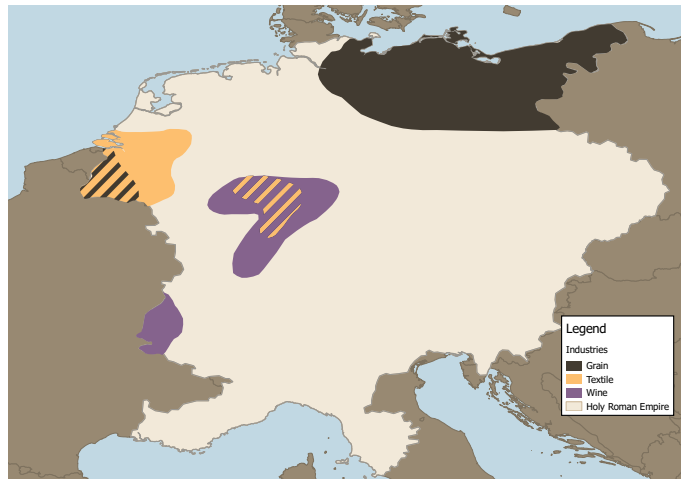 Legend
Industries
Grain
Textile
Wine
Holy Roman Empire